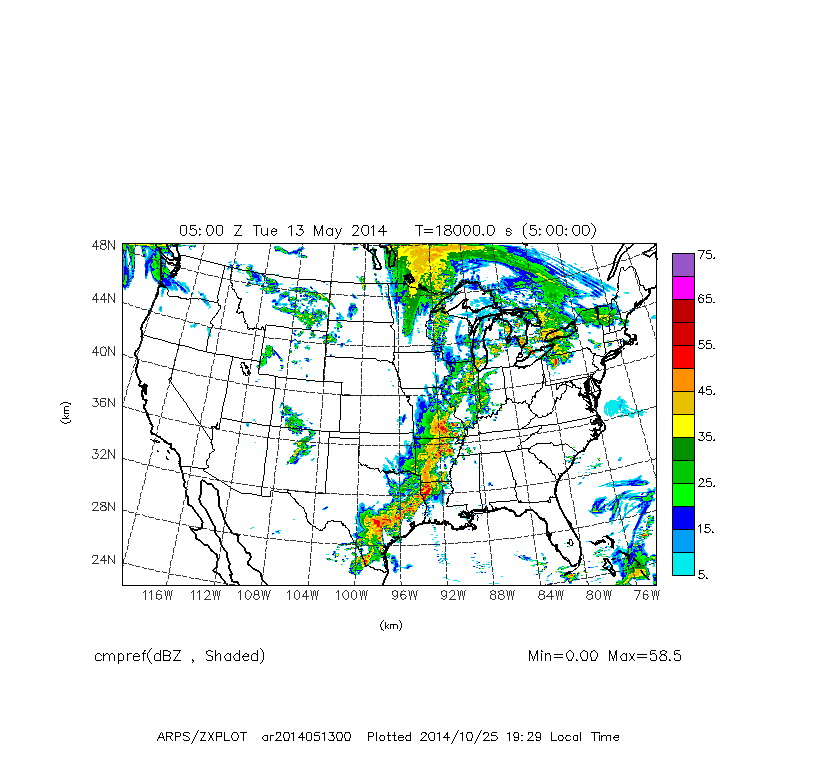 05:00 Z Tue 13 May 2014 T=18000.0 s (5:00:00)
48N
44N
40N
36N
32N
28N
24N
(km)
75.
65.
55.
45.
35.
25.
15.
5.
116W 112W 108W 104W 100W 96W 92W 88W 84W 80W 76W
(km)
cmpref(dBZ , Shaded) Min=0.00 Max=58.5
ARPS/ZXPLOT ar2014051300 Plotted 2014/10/25 19:29 Local Time